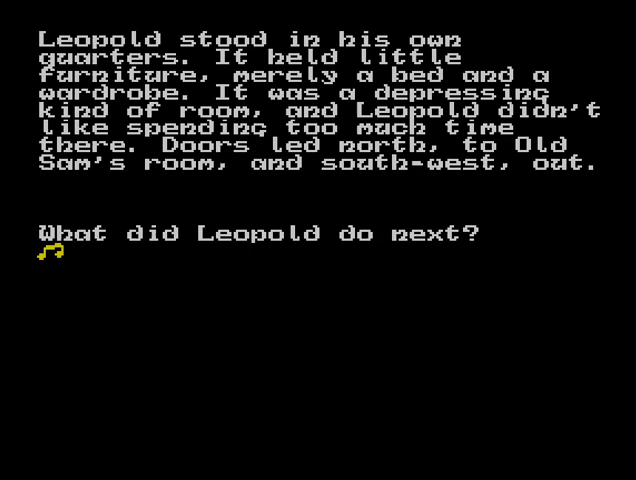 Leopold stood in his own
quarters. It held little
furniture, merely a bed and a
wardrobe. It was a depressing
kind of room, and Leopold didn't
like spending too much time
there. Doors led north, to Old
Sam's room, and south-west, out.
What did Leopold do next?